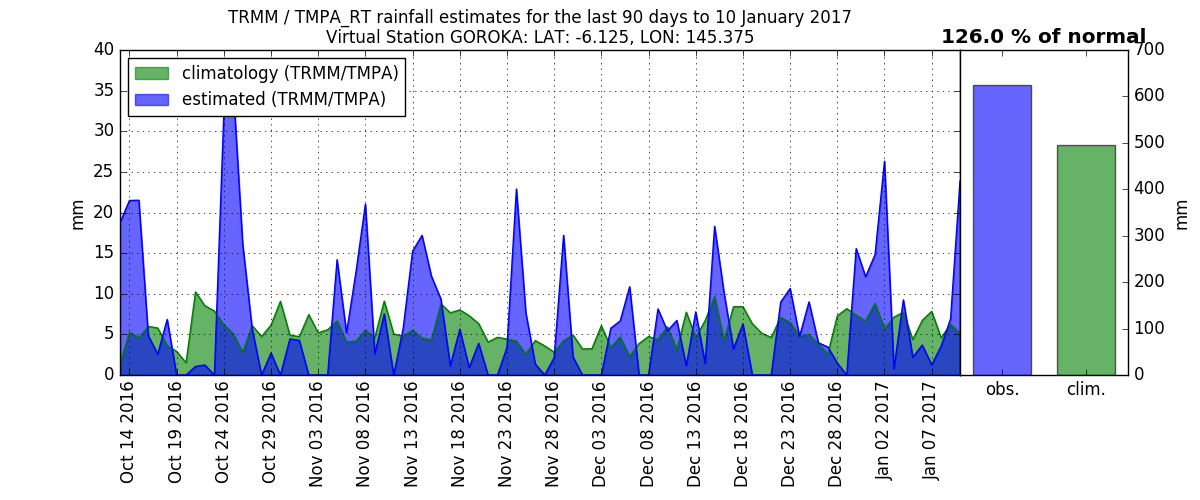 TRMM / TMPA_RT rainfall estimates for the last 90 days to 10 January 2017
Virtual Station GOROKA: LAT: -6.125, LON: 145.375
126.0 % of normal
climatology (TRMM/TMPA)
estimated (TRMM/TMPA)
40
35
30
25
20
15
10
5
0
mm
Oct 14 2016
Oct 19 2016
Oct 24 2016
Oct 29 2016
Nov 03 2016
Nov 08 2016
Nov 13 2016
Nov 18 2016
Nov 23 2016
Nov 28 2016
Dec 03 2016
Dec 08 2016
Dec 13 2016
Dec 18 2016
Dec 23 2016
Dec 28 2016
Jan 02 2017
Jan 07 2017
obs.
clim.
700
600
500
400
300
200
100
0
mm